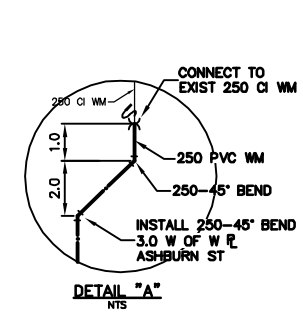 CONNECT TO
EXIST 250 CI WM
250 CI WM
1.0
250 PVC WM
2.0
250-45° BEND
INSTALL 250-45° BEND
3.0 W OF W ⅊
ASHBURN ST
DETAIL "A"
NTS